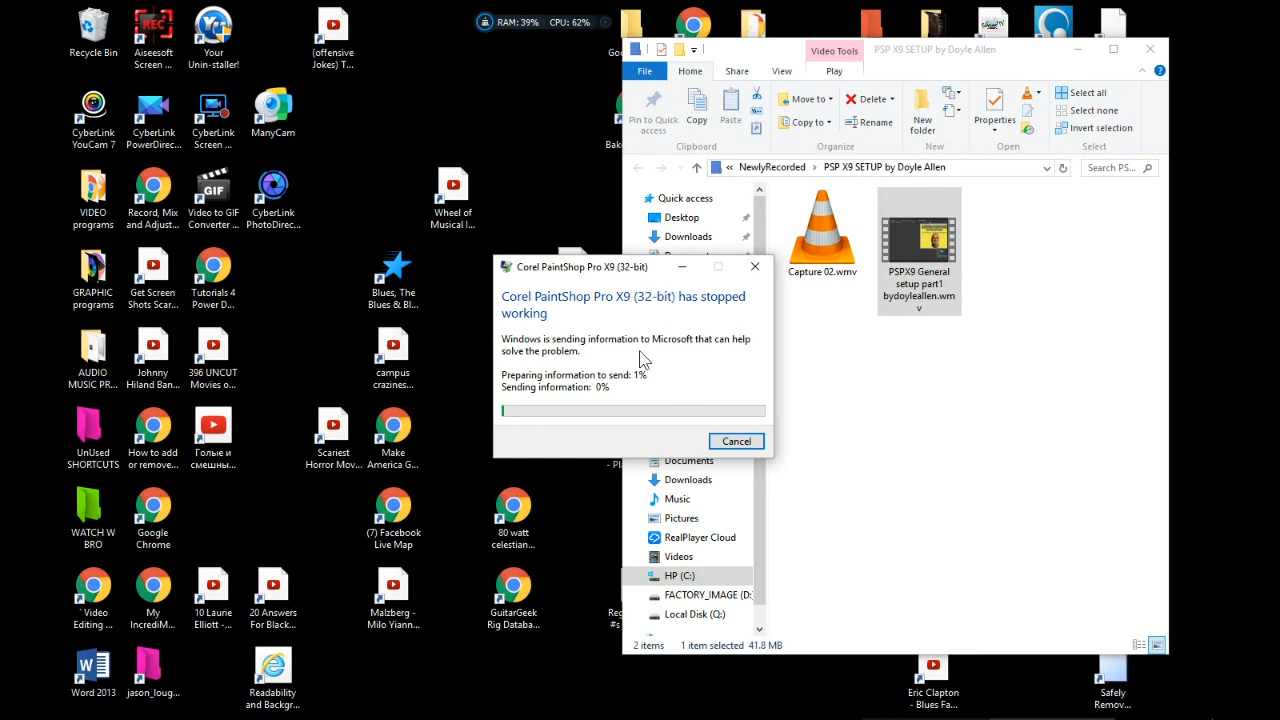 RAM: 39% CPU: 62%
Recycle Bin
Aiseesoft
Screen ...
Your
Unin-staller!
(offensive
Jokes) T...
CyberLink
YouCam 7
CyberLink
PowerDirec...
CyberLink
Screen ...
ManyCam
VIDEO
programs
Record, Mix
and Adjust...
Video to GIF
Converter ...
CyberLink
PhotoDirec...
Wheel of
Musical I...
GRAPHIC
programs
Get Screen
Shots Scar...
Tutorials 4
Power D...
Blues, The
Blues & Bl...
AUDIO
MUSIC PR...
Johnny
Hiland Ban...
396 UNCUT
Movies o...
campus
crazines...
UnUsed
SHORTCUTS
How to add
or remove...
Голые и
смешны...
Scariest
Horror Mov...
Make
America G...
WATCH W
BRO
Google
Chrome
(7) Facebook
Live Map
80 watt
celestian...
` Video
Editing ...
My
IncrediM...
10 Laurie
Elliott -...
20 Answers
For Black...
Malzberg -
Milo Yiann...
GuitarGeek
Rig Databa...
Word 2013
jason_loug...
Readability
and Backgr...
Eric Clapton
- Blues Fa...
Safely
Remov...
Video Tools
PSP X9 SETUP by Doyle Allen
File
Home
Share
View
Play
Pin to Quick
access
Copy
Paste
Move to
Copy to
Delete
Rename
New
folder
Properties
Select all
Select none
Invert selection
Clipboard
Organize
New
Open
Select
« NewlyRecorded > PSP X9 SETUP by Doyle Allen
Search PS...
Quick access
Desktop
Downloads
Documents
Downloads
Music
Pictures
RealPlayer Cloud
Videos
HP (C:)
FACTORY_IMAGE (D:
Local Disk (Q:)
Capture 02.wmv
PSPX9 General
setup part1
bydoyleallen.wm
v
2 items 1 item selected 41.8 MB
Corel PaintShop Pro X9 (32-bit)
Corel PaintShop Pro X9 (32-bit) has stopped
working
Windows is sending information to Microsoft that can help
solve the problem.
Preparing information to send: 1%
Sending information: 0%
Cancel